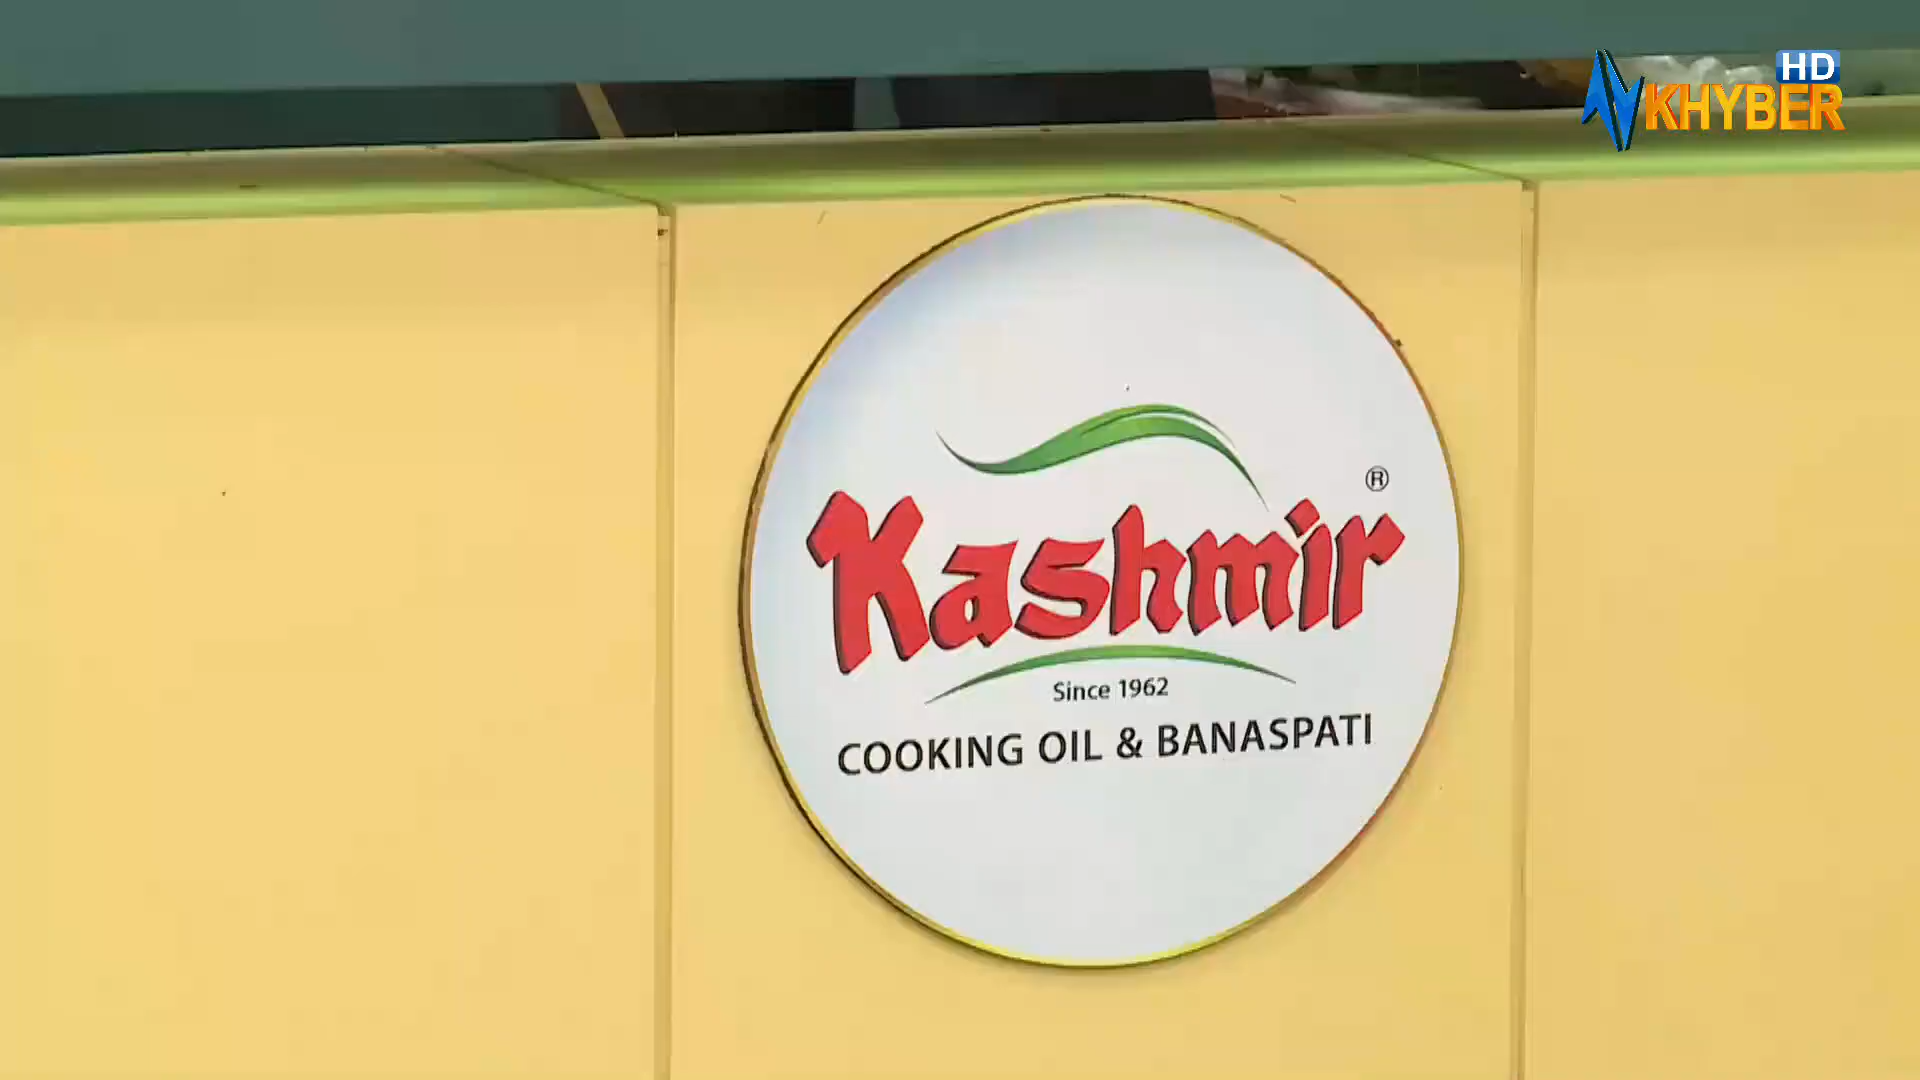 HD
KHYBER
Kashmir®
Since 1962
COOKING OIL & BANASPATI